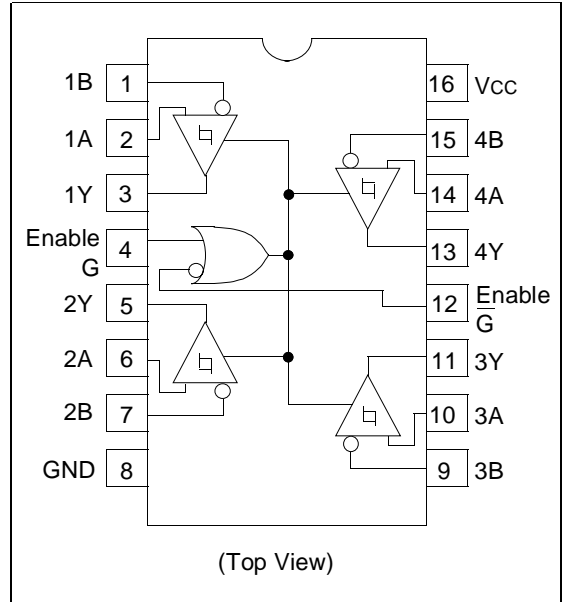 1B 1 16 VCC
1A 2 15 4B
1Y 3 14 4A
Enable G 4 13 4Y
2Y 5 12 Enable G̅
2A 6 11 3Y
2B 7 10 3A
GND 8 9 3B
(Top View)